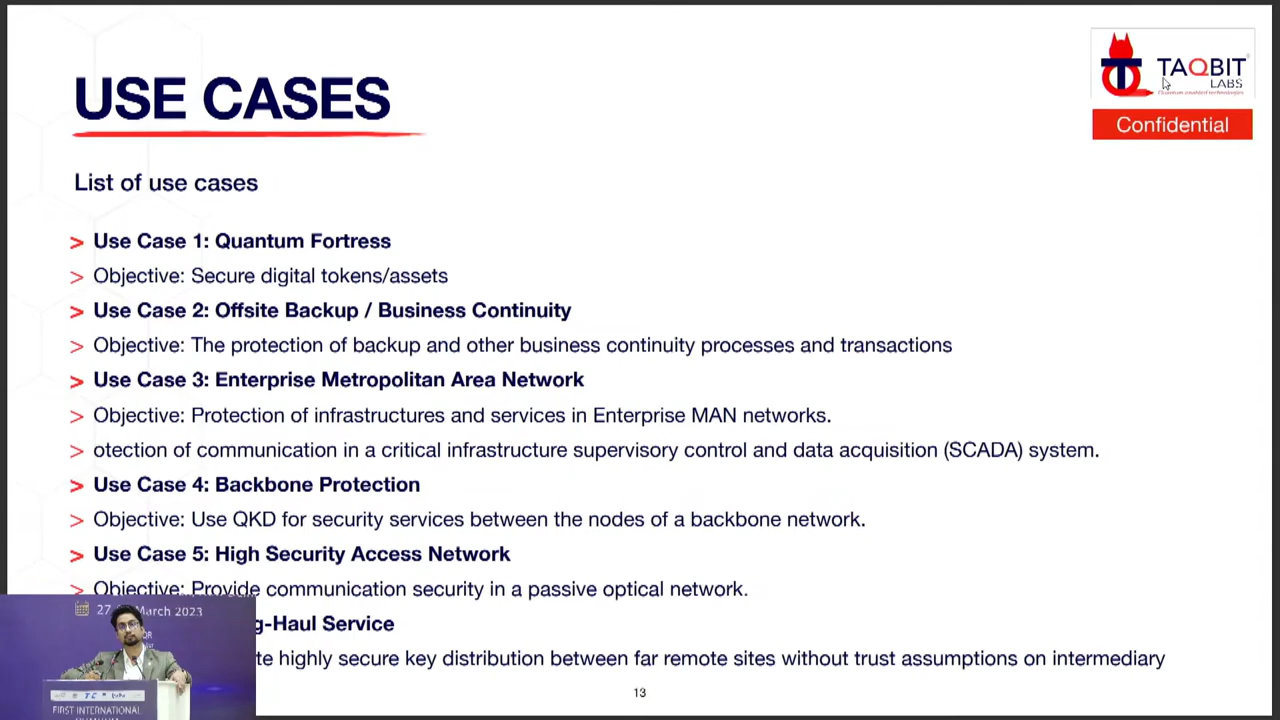 USE CASES
TAQBIT
LABS
Quantum enabled technologies
Confidential
List of use cases
> Use Case 1: Quantum Fortress
> Objective: Secure digital tokens/assets
> Use Case 2: Offsite Backup / Business Continuity
> Objective: The protection of backup and other business continuity processes and transactions
> Use Case 3: Enterprise Metropolitan Area Network
> Objective: Protection of infrastructures and services in Enterprise MAN networks.
> otection of communication in a critical infrastructure supervisory control and data acquisition (SCADA) system.
> Use Case 4: Backbone Protection
> Objective: Use QKD for security services between the nodes of a backbone network.
> Use Case 5: High Security Access Network
> Objective: Provide communication security in a passive optical network.
g-Haul Service
te highly secure key distribution between far remote sites without trust assumptions on intermediary
13
27
March 2023
FIRST INTERNATIONAL